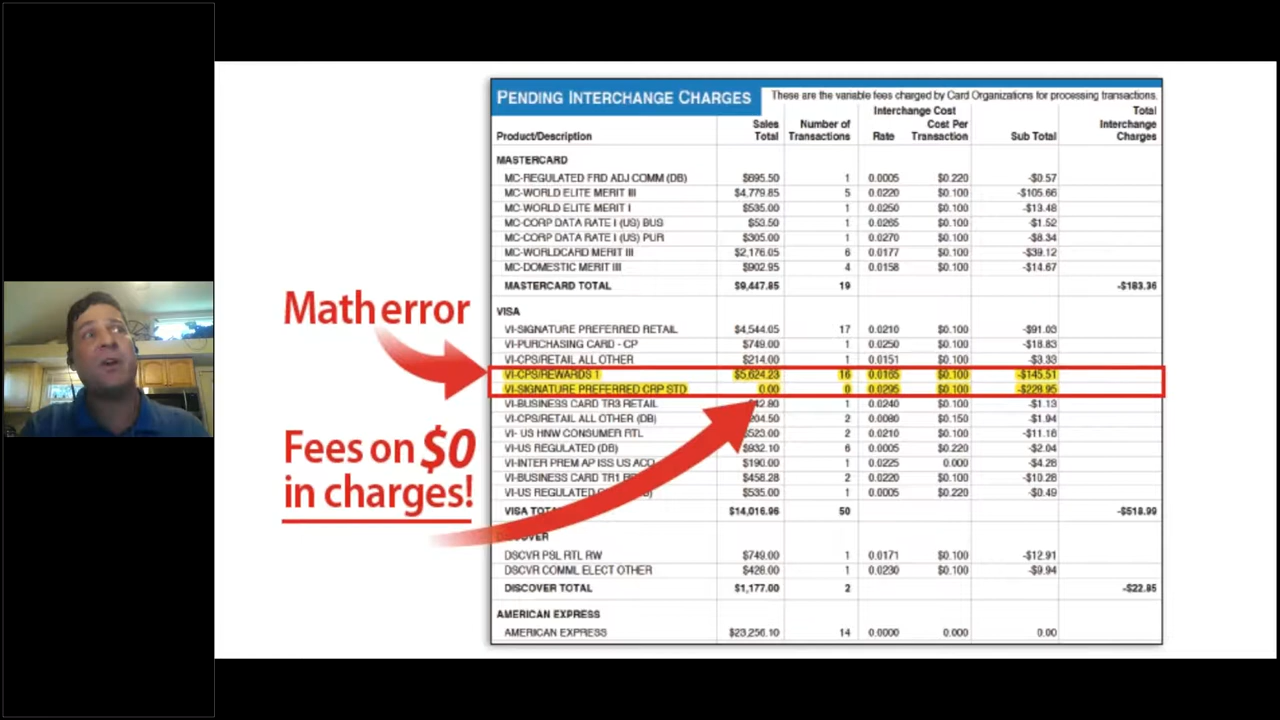 PENDING INTERCHANGE CHARGES These are the variable fees charged by Card Organizations for processing transactions.
Product/Description Sales Total Number of Transactions Interchange Cost Rate Cost Per Transaction Sub Total Total Interchange Charges
MASTERCARD
MC-REGULATED FRD ADJ COMM (DB) $695.50 1 0.0005 $0.220 -$0.57
MC-WORLD ELITE MERIT III $4,779.85 5 0.0220 $0.100 -$105.66
MC-WORLD ELITE MERIT I $535.00 1 0.0250 $0.100 -$13.48
MC-CORP DATA RATE I (US) BUS $53.50 1 0.0265 $0.100 -$1.52
MC-CORP DATA RATE I (US) PUR $305.00 1 0.0270 $0.100 -$8.34
MC-WORLDCARD MERIT III $2,176.05 6 0.0177 $0.100 -$39.12
MC-DOMESTIC MERIT III $902.95 4 0.0158 $0.100 -$14.67
MASTERCARD TOTAL $9,447.85 19 -$183.36
VISA
VI-SIGNATURE PREFERRED RETAIL $4,544.05 17 0.0210 $0.100 -$91.03
VI-PURCHASING CARD - CP $749.00 1 0.0250 $0.100 -$18.83
VI-CPS/RETAIL ALL OTHER $214.00 1 0.0151 $0.100 -$3.33
VI-CPS/REWARDS 1 $5,624.23 16 0.0165 $0.100 -$145.51
VI-SIGNATURE PREFERRED CRP STD 0.00 0 0.0295 $0.100 -$228.95
VI-BUSINESS CARD TR3 RETAIL 1 0.0240 $0.100 -$1.13
VI-CPS/RETAIL ALL OTHER (DB) 2 0.0080 $0.150 -$1.94
VI- US HNW CONSUMER RTL $523.00 2 0.0210 $0.100 -$11.18
VI-US REGULATED (DB) $932.10 6 0.0005 $0.220 -$2.04
VI-INTER PREM AP ISS US ACQ $190.00 1 0.0225 0.000 -$4.28
VI-BUSINESS CARD TR1 $458.28 2 0.0220 $0.100 -$10.28
VI-US REGULATED $535.00 1 0.0005 $0.220 -$0.49
VISA $14,016.96 50 -$518.99
DSCVR PSL RTL RW $749.00 1 0.0171 $0.100 -$12.91
DSCVR COMML ELECT OTHER $428.00 1 0.0230 $0.100 -$9.94
DISCOVER TOTAL $1,177.00 2 -$22.85
AMERICAN EXPRESS
AMERICAN EXPRESS $23,256.10 14 0.0000 0.000 0.00
Math error
Fees on $0
in charges!